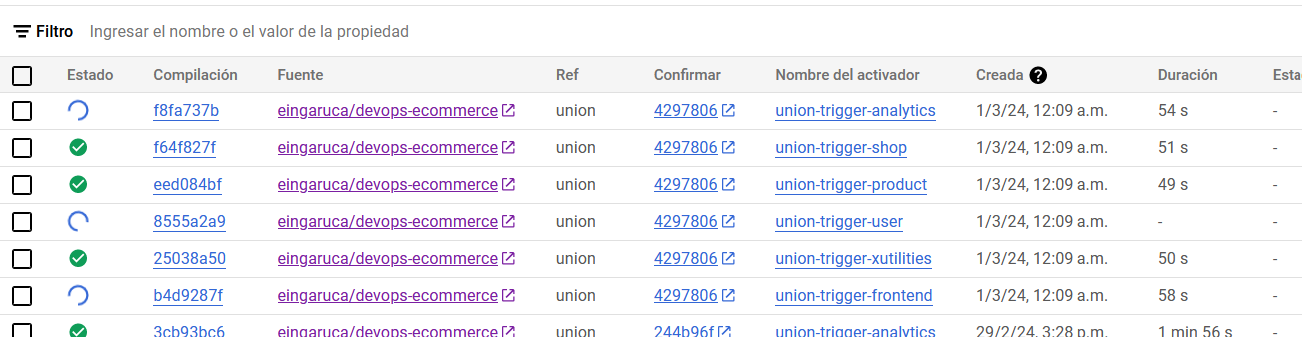 Filtro Ingresar el nombre o el valor de la propiedad
Estado Compilación Fuente Ref Confirmar Nombre del activador Creada ? Duración Esta
f8fa737b eingaruca/devops-ecommerce union 4297806 union-trigger-analytics 1/3/24, 12:09 a.m. 54 s -
f64f827f eingaruca/devops-ecommerce union 4297806 union-trigger-shop 1/3/24, 12:09 a.m. 51 s -
eed084bf eingaruca/devops-ecommerce union 4297806 union-trigger-product 1/3/24, 12:09 a.m. 49 s -
8555a2a9 eingaruca/devops-ecommerce union 4297806 union-trigger-user 1/3/24, 12:09 a.m. - -
25038a50 eingaruca/devops-ecommerce union 4297806 union-trigger-xutilities 1/3/24, 12:09 a.m. 50 s -
b4d9287f eingaruca/devops-ecommerce union 4297806 union-trigger-frontend 1/3/24, 12:09 a.m. 58 s -
3cb93bc6 eingaruca/devops-ecommerce union 244b96f union-trigger-analytics 29/2/24, 3:28 p.m. 1 min 56 s -